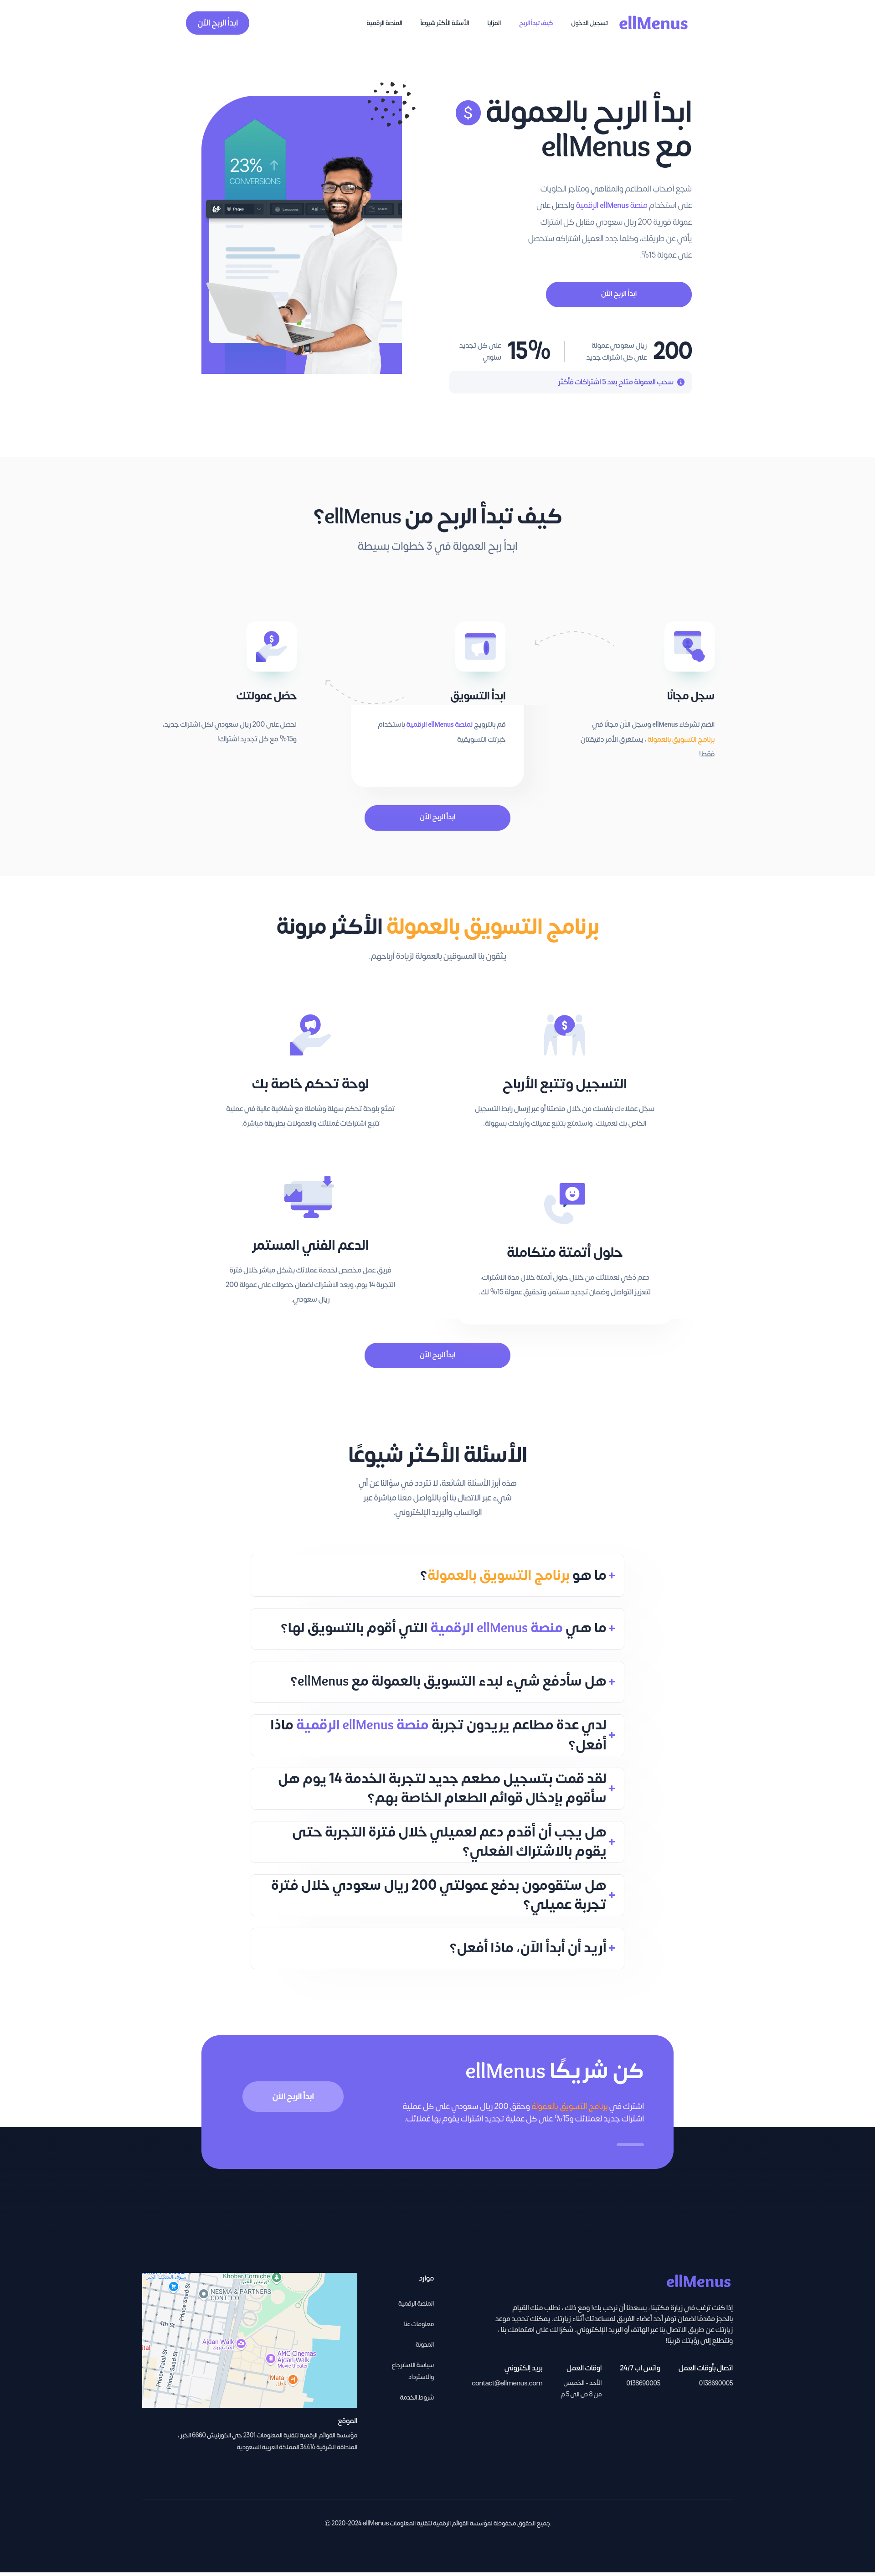 ellMenus
تسجيل الدخول
كيف تبدأ الربح
المزايا
الأسئلة الأكثر شيوعاً
المنصة الرقمية
ابدأ الربح الآن
ابدأ الربح بالعمولة
مع ellMenus
شجع أصحاب المطاعم والمقاهي ومتاجر الحلويات
على استخدام منصة ellMenus الرقمية واحصل على
عمولة فورية 200 ريال سعودي مقابل كل اشتراك
يأتي عن طريقك، وكلما جدد العميل اشتراكه ستحصل
على عمولة 15%.
ابدأ الربح الآن
200
ريال سعودي عمولة
على كل اشتراك جديد
15%
على كل تجديد
سنوي
سحب العمولة متاح بعد 5 اشتراكات فأكثر
23%
CONVERSIONS
Pages
كيف تبدأ الربح من ellMenus؟
ابدأ ربح العمولة في 3 خطوات بسيطة
سجل مجانًا
انضم لشركاء ellMenus وسجل الآن مجانًا في
برنامج التسويق بالعمولة ، يستغرق الأمر دقيقتان
فقط!
ابدأ التسويق
قم بالترويج لمنصة ellMenus الرقمية باستخدام
خبرتك التسويقية
حصّل عمولتك
احصل على 200 ريال سعودي لكل اشتراك جديد،
و15% مع كل تجديد اشتراك!
ابدأ الربح الآن
برنامج التسويق بالعمولة الأكثر مرونة
يثقون بنا المسوقين بالعمولة لزيادة أرباحهم.
التسجيل وتتبع الأرباح
سجّل عملاءك بنفسك من خلال منصتنا أو عبر إرسال رابط التسجيل
الخاص بك لعميلك، واستمتع بتتبع عميلك وأرباحك بسهولة.
لوحة تحكم خاصة بك
تمتّع بلوحة تحكم سهلة وشاملة مع شفافية عالية في عملية
تتبع اشتراكات عُملائك والعمولات بطريقة مباشرة.
حلول أتمتة متكاملة
دعم ذكي لعملائك من خلال حلول أتمتة خلال مدة الاشتراك،
لتعزيز التواصل وضمان تجديد مستمر، وتحقيق عمولة 15% لك.
الدعم الفني المستمر
فريق عمل مخصص لخدمة عملائك بشكل مباشر خلال فترة
التجربة 14 يوم، وبعد الاشتراك لضمان حصولك على عمولة 200
ريال سعودي.
ابدأ الربح الآن
الأسئلة الأكثر شيوعًا
هذه أبرز الأسئلة الشائعة، لا تتردد في سؤالنا عن أي
شيء عبر الاتصال بنا أو بالتواصل معنا مباشرة عبر
الواتساب والبريد الإلكتروني.
+ ما هو برنامج التسويق بالعمولة؟
+ ما هي منصة ellMenus الرقمية التي أقوم بالتسويق لها؟
+ هل سأدفع شيء لبدء التسويق بالعمولة مع ellMenus؟
+ لدي عدة مطاعم يريدون تجربة منصة ellMenus الرقمية ماذا
أفعل؟
+ لقد قمت بتسجيل مطعم جديد لتجربة الخدمة 14 يوم هل
سأقوم بإدخال قوائم الطعام الخاصة بهم؟
+ هل يجب أن أقدم دعم لعميلي خلال فترة التجربة حتى
يقوم بالاشتراك الفعلي؟
+ هل ستقومون بدفع عمولتي 200 ريال سعودي خلال فترة
تجربة عميلي؟
+ أريد أن أبدأ الآن، ماذا أفعل؟
كن شريكًا ellMenus
اشترك في برنامج التسويق بالعمولة وحقق 200 ريال سعودي على كل عملية
اشتراك جديد لعملائك و15% على كل عملية تجديد اشتراك يقوم بها عُملائك.
ابدأ الربح الآن
ellMenus
إذا كنت ترغب في زيارة مكتبنا ، يسعدنا أن نرحب بك! ومع ذلك ، نطلب منك القيام
بالحجز مقدمًا لضمان توفر أحد أعضاء الفريق لمساعدتك أثناء زيارتك. يمكنك تحديد موعد
زيارتك عن طريق الاتصال بنا عبر الهاتف أو البريد الإلكتروني. شكرًا لك على اهتمامك بنا ،
ونتطلع إلى رؤيتك قريبًا!
اتصال بأوقات العمل
0138690005
واتس اب 24/7
0138690005
اوقات العمل
الأحد - الخميس
من 8 ص الى 5 م
بريد إلكتروني
contact@ellmenus.com
موارد
المنصة الرقمية
معلومات عنا
المدونة
سياسة الاسترجاع
والاسترداد
شروط الخدمة
Khobar Corniche
NESMA & PARTNERS
CONT' CO
Prince Saud St
4th St
Ajdan Walk
AMC Cinemas
Movie theater
Matal
Prince Talal St
Prince Saad St
الموقع
مؤسسة القوائم الرقمية لتقنية المعلومات 2301 حي الكورنيش 6660 الخبر ،
المنطقة الشرقية 34414 المملكة العربية السعودية
جميع الحقوق محفوظة لمؤسسة القوائم الرقمية لتقنية المعلومات ellMenus 2020-2024 ©